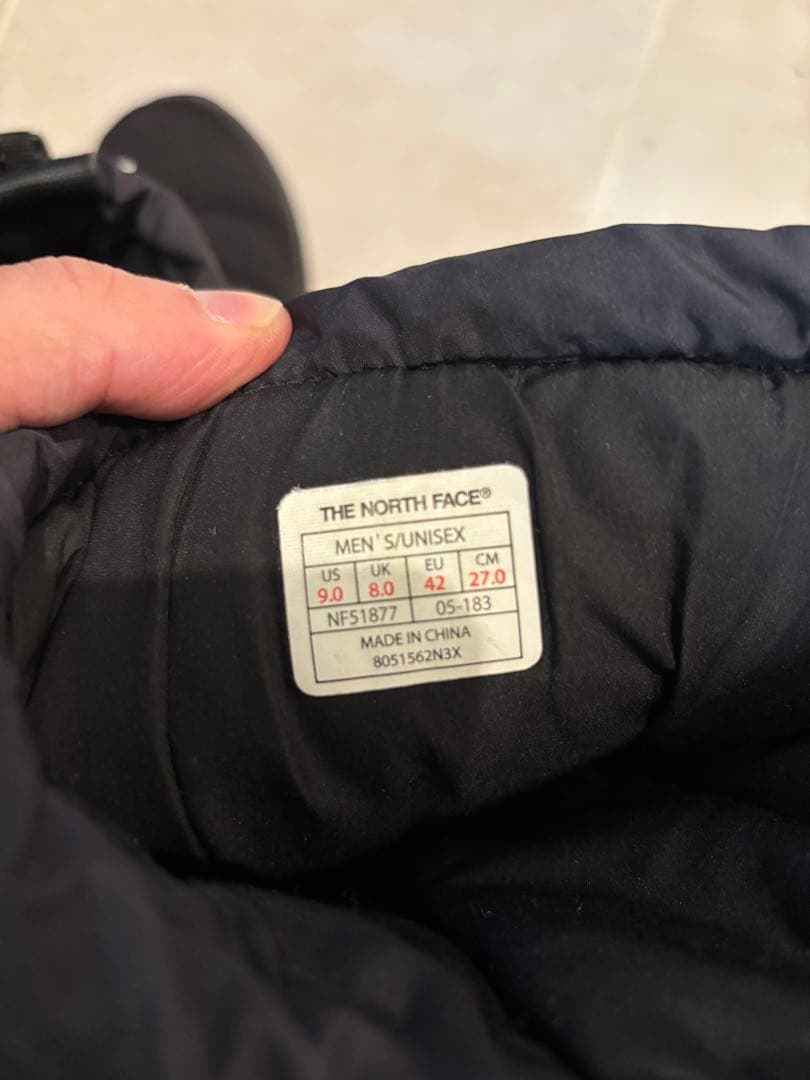 THE NORTH FACE®
MEN'S/UNISEX
US UK EU CM
9.0 8.0 42 27.0
NF51877 05-183
MADE IN CHINA
8051562N3X